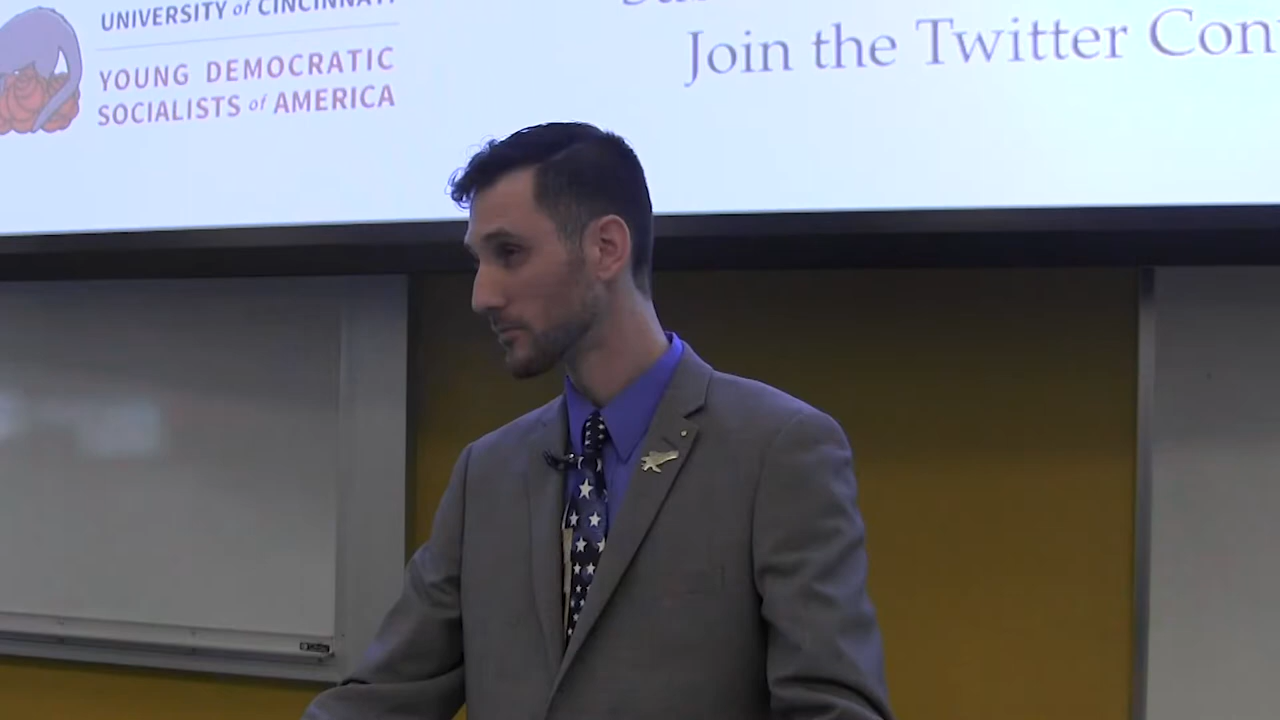 UNIVERSITY of CINCINNATI
YOUNG DEMOCRATIC
SOCIALISTS of AMERICA
Join the Twitter Con